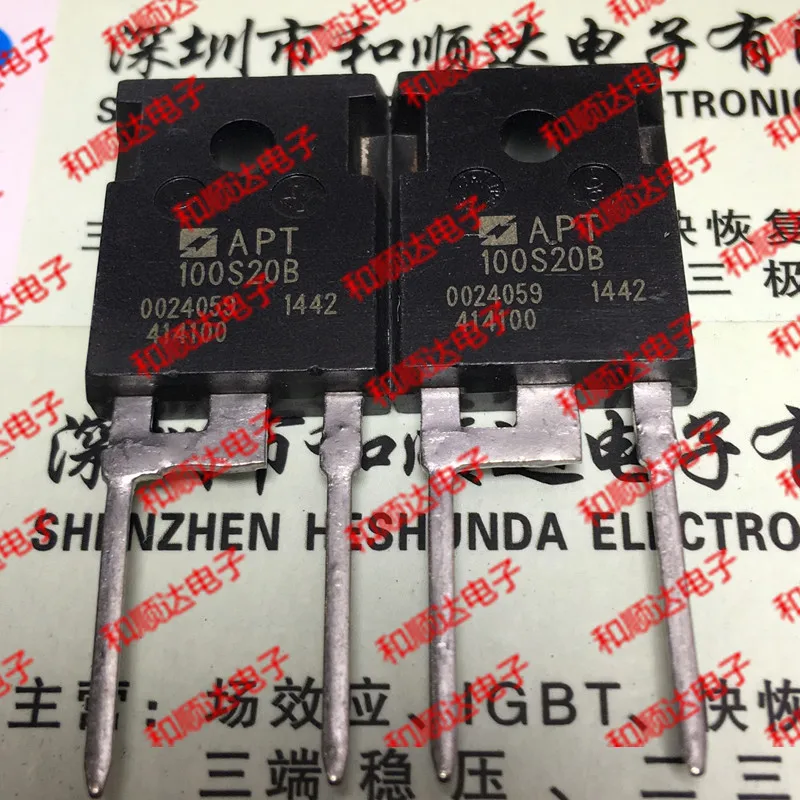 深圳市和顺达电子有
S
TRONIC
APT
100S20B
0024059 1442
414100
APT
100S20B
0024059 1442
414100
快恢复
三 极
深圳市和顺达电子有
SHENZHEN HESHUNDA ELECTRO
主营：场效应、IGBT、快恢
三端稳压、二三
和顺达电子